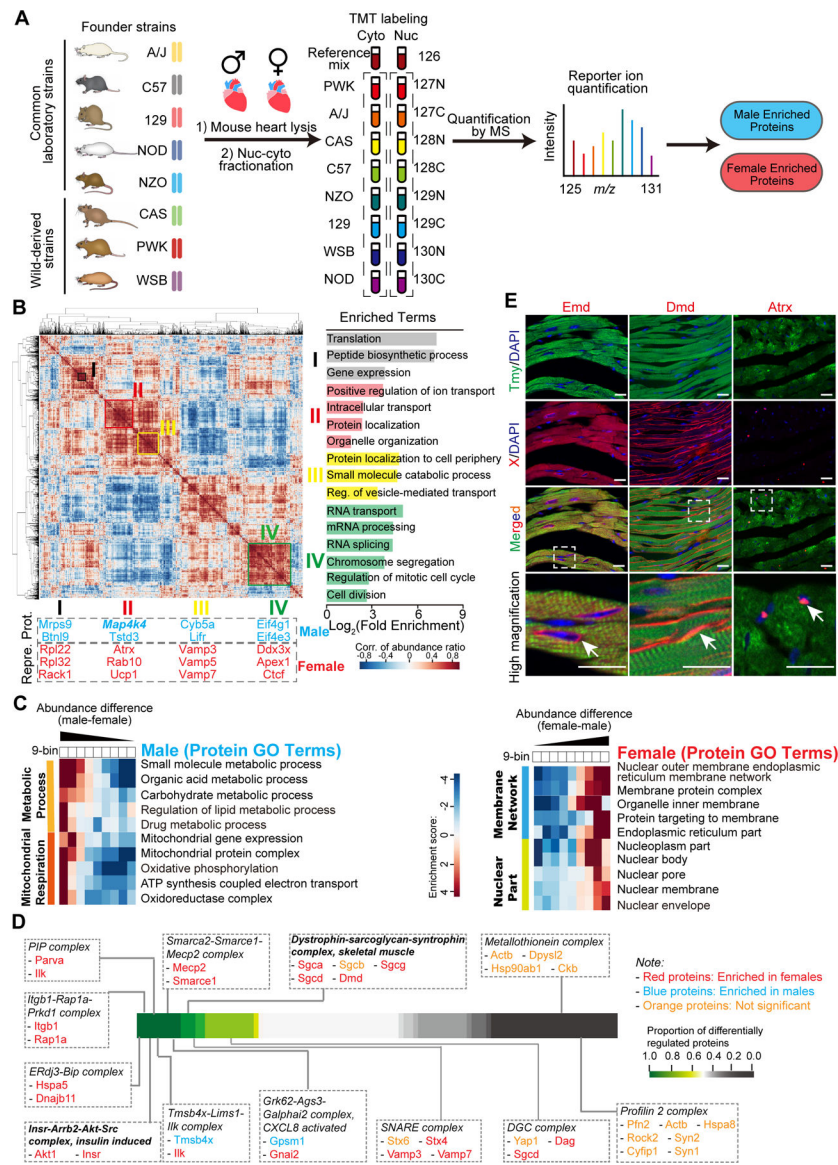 A
Founder strains
Common
laboratory strains
Wild-derived
strains
A/J
C57
129
NOD
NZO
CAS
PWK
WSB
♂ ♀
1) Mouse heart lysis
2) Nuc-cyto
fractionation
TMT labeling
Cyto Nuc
Reference
mix
126
PWK 127N
A/J 127C
CAS 128N
C57 128C
NZO 129N
129 129C
WSB 130N
NOD 130C
Quantification
by MS
Reporter ion
quantification
Intensity
125 m/z 131
Male Enriched
Proteins
Female Enriched
Proteins
B
I
II
III
IV
I II III IV
Repre. Prot.
Mrps9 Map4k4 Cyb5a Eif4g1
Btnl9 Tstd3 Lifr Eif4e3
Male
Rpl22 Atrx Vamp3 Ddx3x
Rpl32 Rab10 Vamp5 Apex1
Rack1 Ucp1 Vamp7 Ctcf
Female
Enriched Terms
I
Translation
Peptide biosynthetic process
Gene expression
II
Positive regulation of ion transport
Intracellular transport
Protein localization
Organelle organization
III
Protein localization to cell periphery
Small molecule catabolic process
Reg. of vesicle-mediated transport
IV
RNA transport
mRNA processing
RNA splicing
Chromosome segregation
Regulation of mitotic cell cycle
Cell division
0 3 6 9
Log2(Fold Enrichment)
Corr. of abundance ratio
-0.8 -0.4 0.0 0.4 0.8
E
Emd Dmd Atrx
Tmy/DAPI
X/DAPI
Merged
High magnification
C
Abundance difference
(male-female)
9-bin
Male (Protein GO Terms)
Metabolic
Process
Small molecule metabolic process
Organic acid metabolic process
Carbohydrate metabolic process
Regulation of lipid metabolic process
Drug metabolic process
Mitochondrial
Respiration
Mitochondrial gene expression
Mitochondrial protein complex
Oxidative phosphorylation
ATP synthesis coupled electron transport
Oxidoreductase complex
Enrichment score:
-4
-2
0
2
4
Abundance difference
(female-male)
9-bin
Female (Protein GO Terms)
Membrane
Network
Nuclear outer membrane endoplasmic
reticulum membrane network
Membrane protein complex
Organelle inner membrane
Protein targeting to membrane
Endoplasmic reticulum part
Nuclear
Part
Nucleoplasm part
Nuclear body
Nuclear pore
Nuclear membrane
Nuclear envelope
D
PIP complex
- Parva
- Ilk
Smarca2-Smarce1-
Mecp2 complex
- Mecp2
- Smarce1
Dystrophin-sarcoglycan-syntrophin
complex, skeletal muscle
- Sgca - Sgcb - Sgcg
- Sgcd - Dmd
Metallothionein complex
- Actb - Dpysl2
- Hsp90ab1 - Ckb
Note:
- Red proteins: Enriched in females
- Blue proteins: Enriched in males
- Orange proteins: Not significant
Proportion of differentially
regulated proteins
1.0 0.8 0.6 0.4 0.2 0.0
Itgb1-Rap1a-
Prkd1 complex
- Itgb1
- Rap1a
ERdj3-Bip complex
- Hspa5
- Dnajb11
Insr-Arrb2-Akt-Src
complex, insulin induced
- Akt1 - Insr
Tmsb4x-Lims1-
Ilk complex
- Tmsb4x
- Ilk
Grk62-Ags3-
Galphai2 complex,
CXCL8 activated
- Gpsm1
- Gnai2
SNARE complex
- Stx6 - Stx4
- Vamp3 - Vamp7
DGC complex
- Yap1 - Dag
- Sgcd
Profilin 2 complex
- Pfn2 - Actb - Hspa8
- Rock2 - Syn2
- Cyfip1 - Syn1